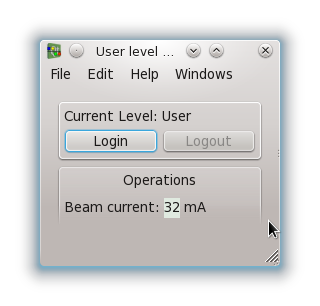 User level ...
File Edit Help Windows
Current Level: User
Login Logout
Operations
Beam current: 32 mA